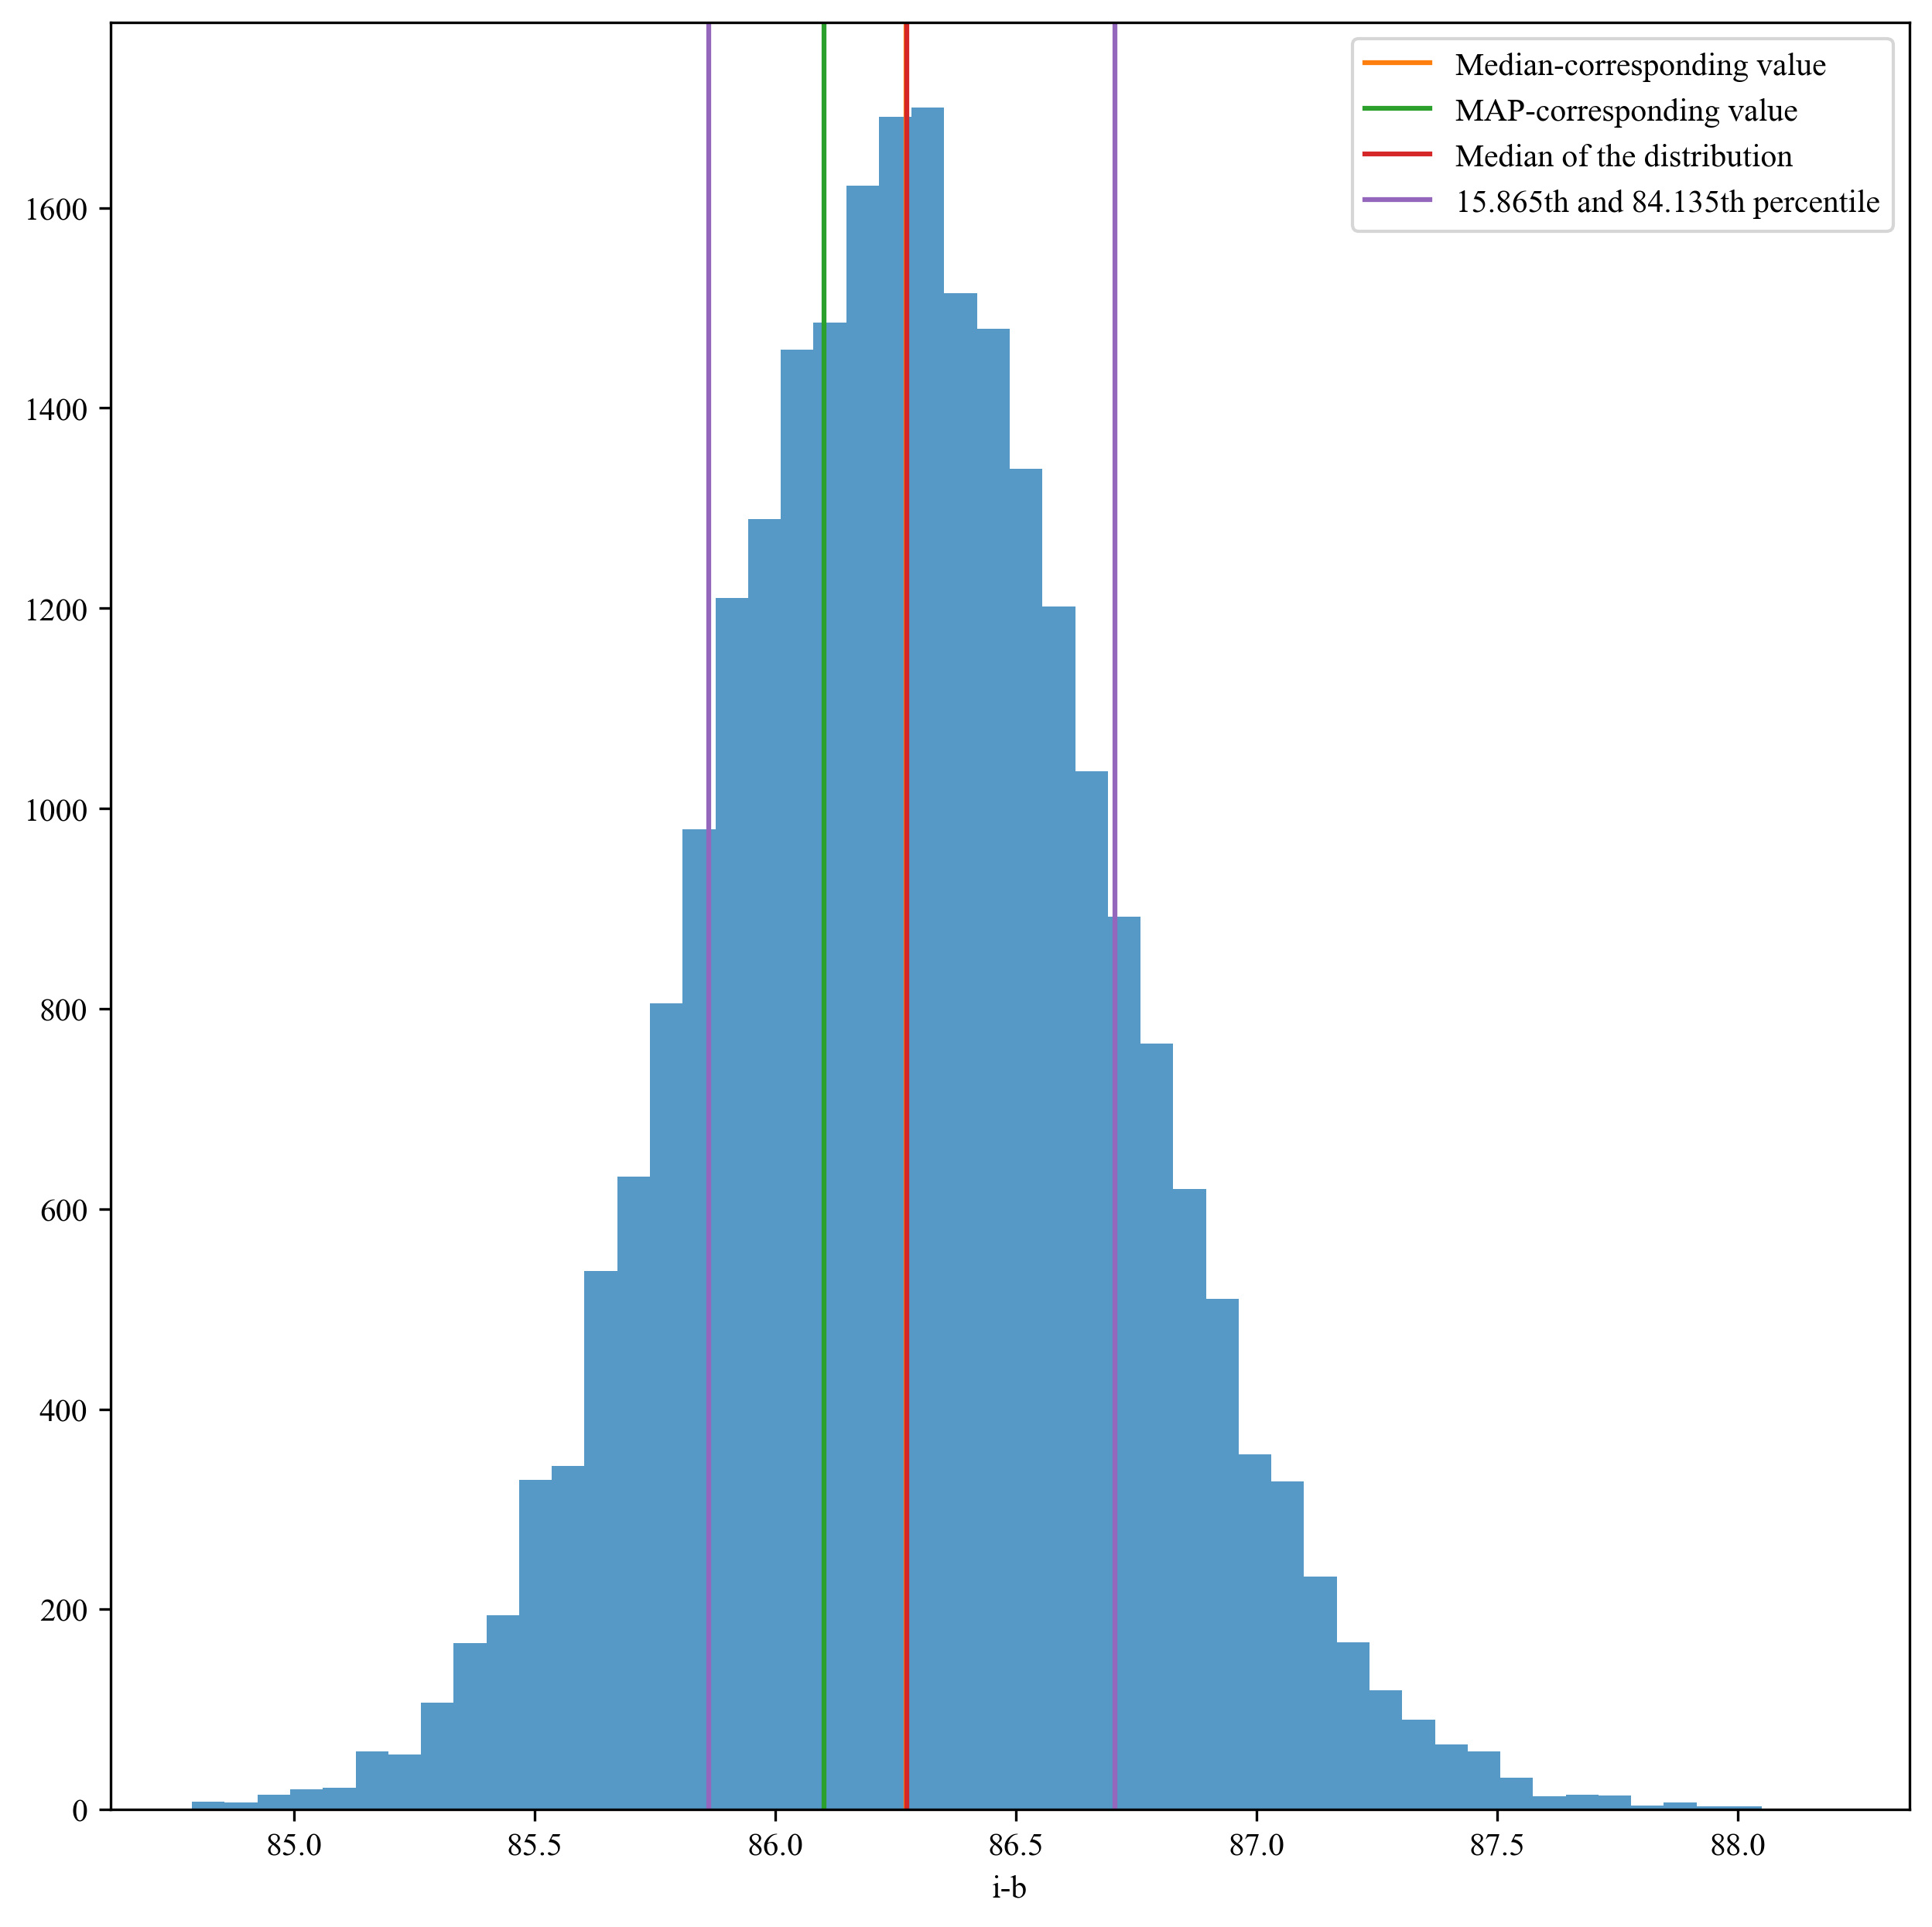 Median-corresponding value
MAP-corresponding value
Median of the distribution
15.865th and 84.135th percentile
1600
1400
1200
1000
800
600
400
200
0
85.0 85.5 86.0 86.5 87.0 87.5 88.0
i-b